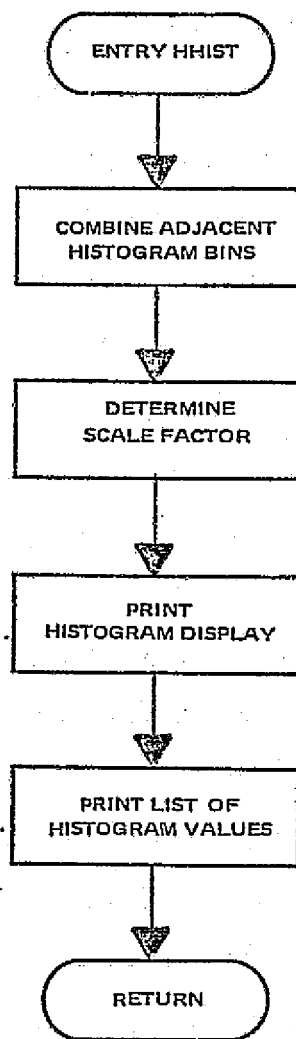 ENTRY HHIST
COMBINE ADJACENT
HISTOGRAM BINS
DETERMINE
SCALE FACTOR
PRINT
HISTOGRAM DISPLAY
PRINT LIST OF
HISTOGRAM VALUES
RETURN